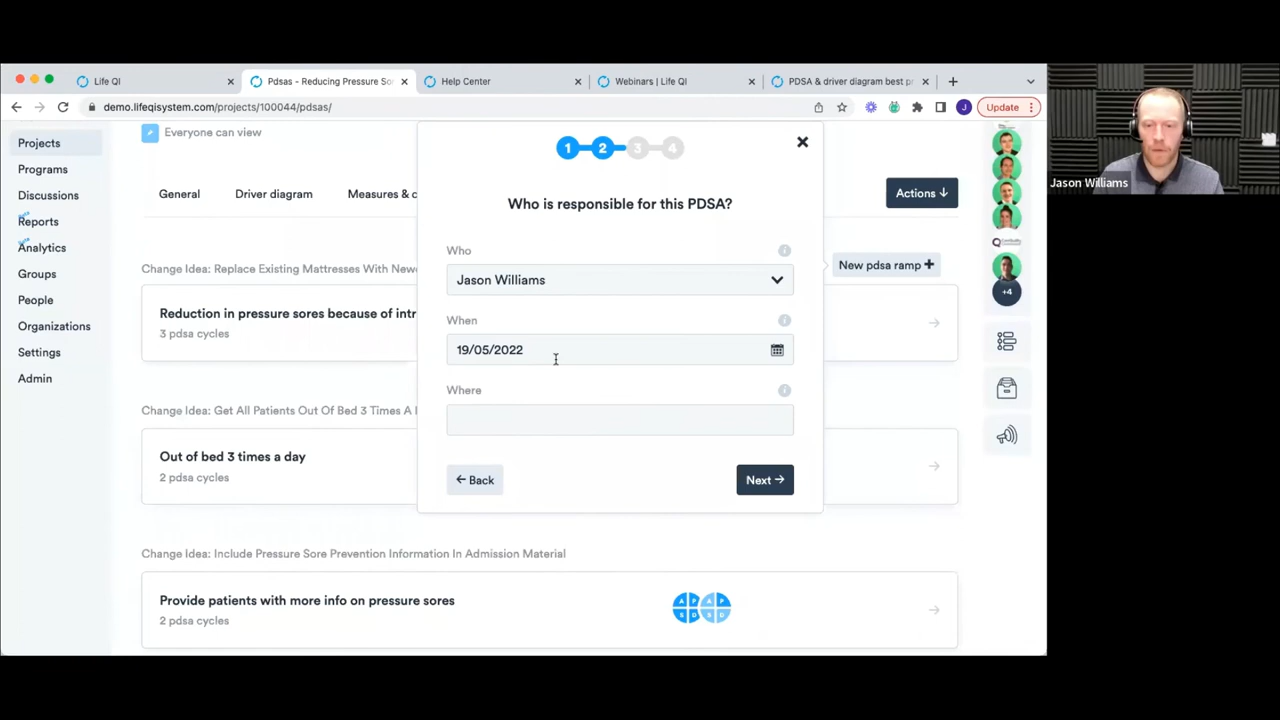 Life QI
Pdsas - Reducing Pressure So
Help Center
Webinars | Life QI
PDSA & driver diagram best p
demo.lifeqisystem.com/projects/100044/pdsas/
J
Update
Projects
Programs
Discussions
Reports
Analytics
Groups
People
Organizations
Settings
Admin
Everyone can view
General
Driver diagram
Measures & c
Actions ↓
Change Idea: Replace Existing Mattresses With New
New pdsa ramp +
Reduction in pressure sores because of intr
3 pdsa cycles
Change Idea: Get All Patients Out Of Bed 3 Times A
Out of bed 3 times a day
2 pdsa cycles
Change Idea: Include Pressure Sore Prevention Information In Admission Material
Provide patients with more info on pressure sores
2 pdsa cycles
A P A P
S D S D
1 2 3 4
Who is responsible for this PDSA?
Who
Jason Williams
When
19/05/2022
Where
← Back
Next →
+4
Jason Williams